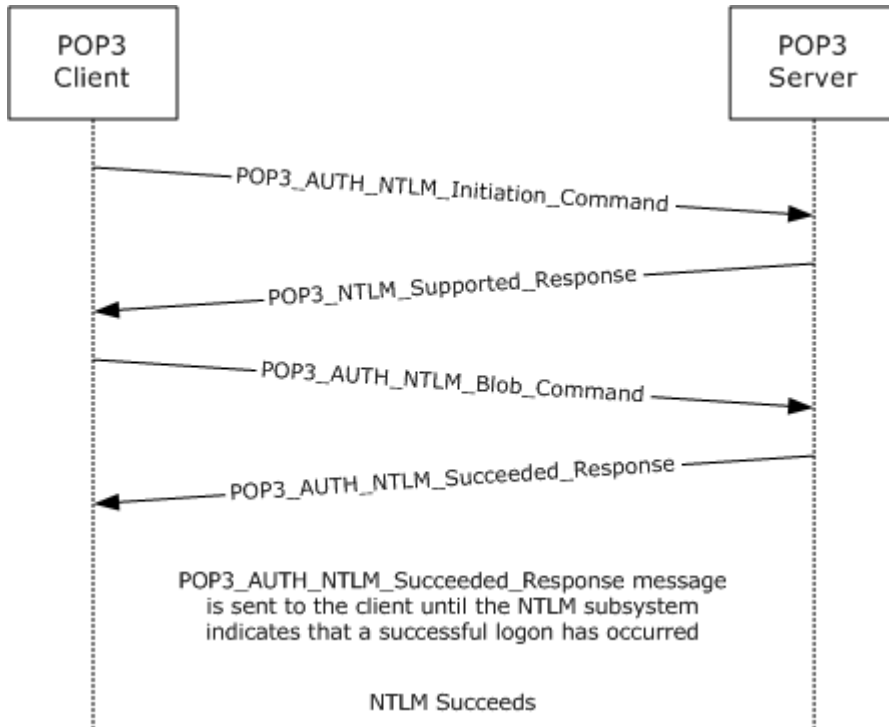 POP3
Client
POP3
Server
POP3_AUTH_NTLM_Initiation_Command
POP3_NTLM_Supported_Response
POP3_AUTH_NTLM_Blob_Command
POP3_AUTH_NTLM_Succeeded_Response
POP3_AUTH_NTLM_Succeeded_Response message
is sent to the client until the NTLM subsystem
indicates that a successful logon has occurred
NTLM Succeeds